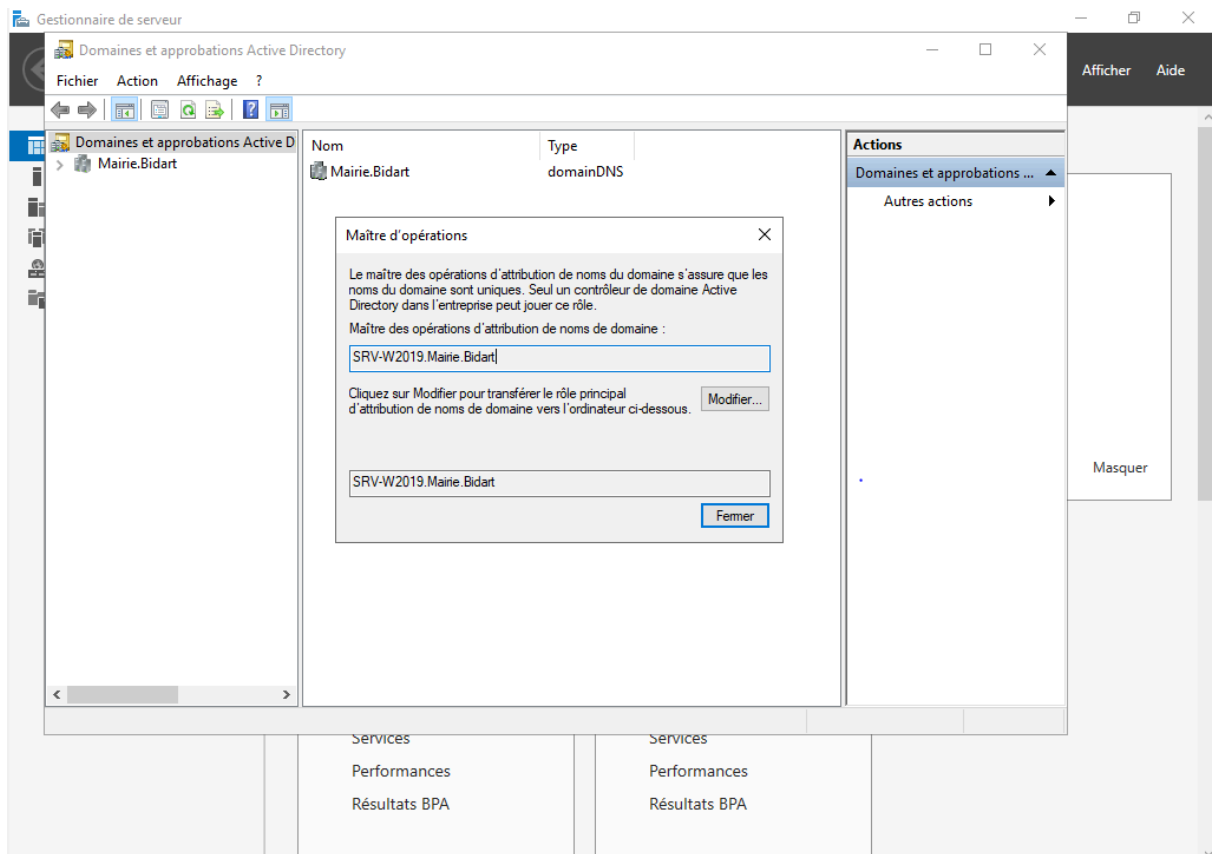 Gestionnaire de serveur
Domaines et approbations Active Directory
Afficher Aide
Fichier Action Affichage ?
Domaines et approbations Active D
Mairie.Bidart
Nom Type
Mairie.Bidart domainDNS
Actions
Domaines et approbations ...
Autres actions
Maître d'opérations
Le maître des opérations d'attribution de noms du domaine s'assure que les
noms du domaine sont uniques. Seul un contrôleur de domaine Active
Directory dans l'entreprise peut jouer ce rôle.
Maître des opérations d'attribution de noms de domaine :
SRV-W2019.Mairie.Bidart
Cliquez sur Modifier pour transférer le rôle principal
d'attribution de noms de domaine vers l'ordinateur ci-dessous.
Modifier...
SRV-W2019.Mairie.Bidart
Fermer
Masquer
Services Services
Performances Performances
Résultats BPA Résultats BPA